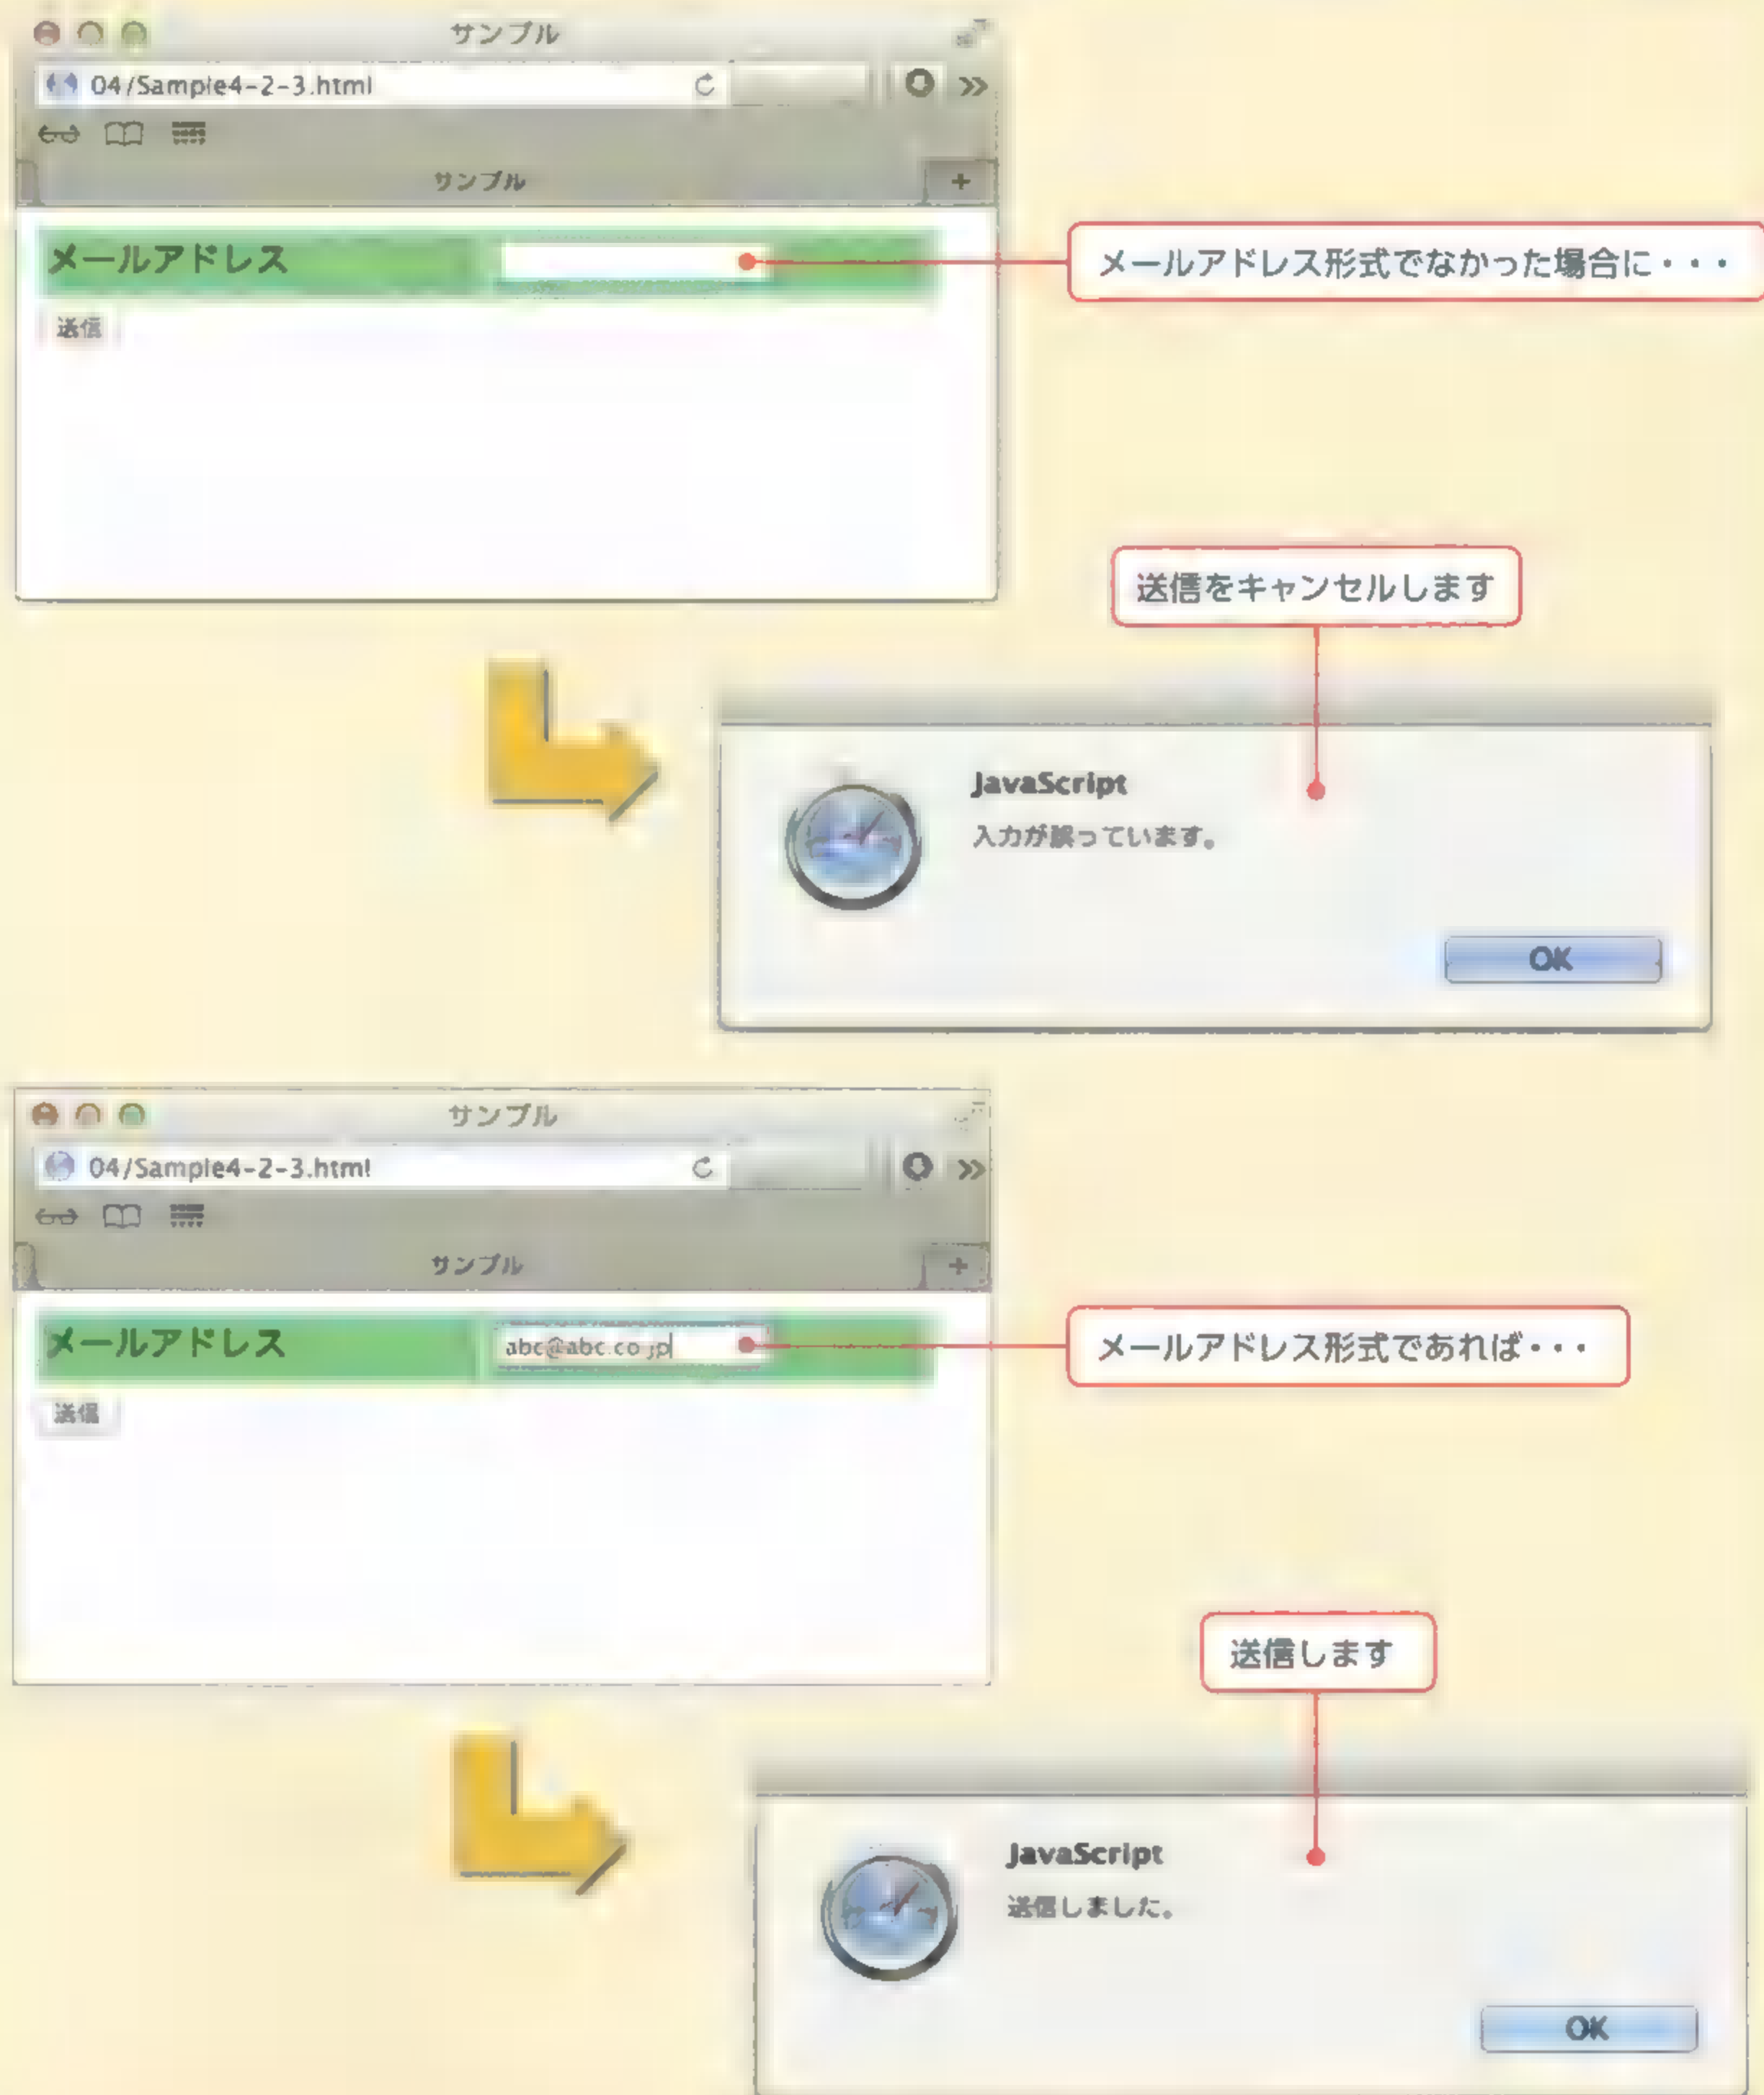 サンプル
04/Sample4-2-3.html
サンプル
+
メールアドレス
メールアドレス形式でなかった場合に・・・
送信
送信をキャンセルします
JavaScript
入力が誤っています。
OK
サンプル
04/Sample4-2-3.html
サンプル
+
メールアドレス
abc@abc.co.jp
メールアドレス形式であれば・・・
送信
送信します
JavaScript
送信しました。
OK